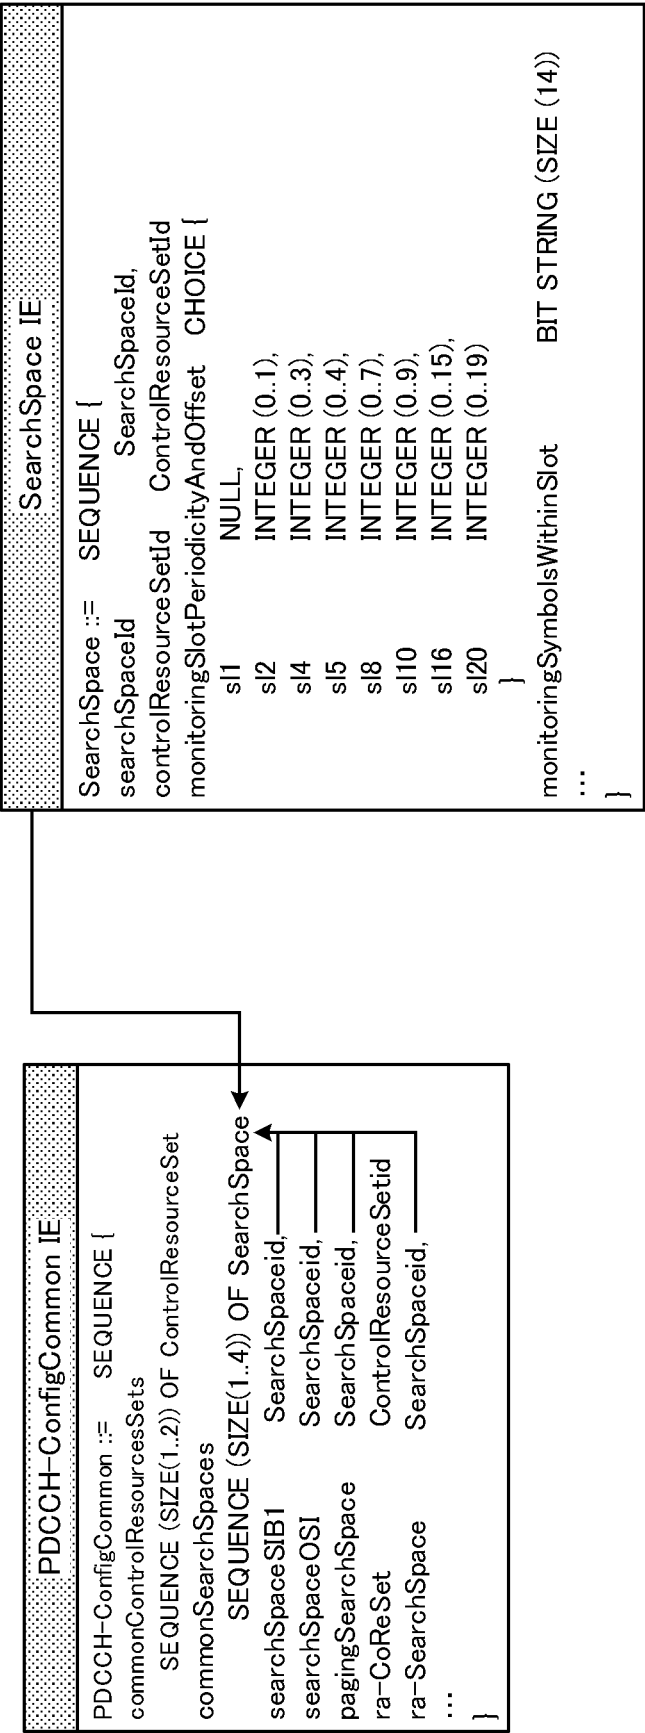 PDCCH-ConfigCommon IE
PDCCH-ConfigCommon ::= SEQUENCE {
commonControlResourcesSets
SEQUENCE (SIZE(1..2)) OF ControlResourceSet
commonSearchSpaces
SEQUENCE (SIZE(1..4)) OF SearchSpace
searchSpaceSIB1 SearchSpaceid,
searchSpaceOSI SearchSpaceid,
pagingSearchSpace SearchSpaceid,
ra-CoReSet ControlResourceSetid
ra-SearchSpace SearchSpaceid,
...
}
SearchSpace IE
SearchSpace ::= SEQUENCE {
searchSpaceId SearchSpaceId,
controlResourceSetId ControlResourceSetId
monitoringSlotPeriodicityAndOffset CHOICE {
sl1 NULL,
sl2 INTEGER (0..1),
sl4 INTEGER (0..3),
sl5 INTEGER (0..4),
sl8 INTEGER (0..7),
sl10 INTEGER (0..9),
sl16 INTEGER (0..15),
sl20 INTEGER (0..19)
}
monitoringSymbolsWithinSlot BIT STRING (SIZE (14))
...
}